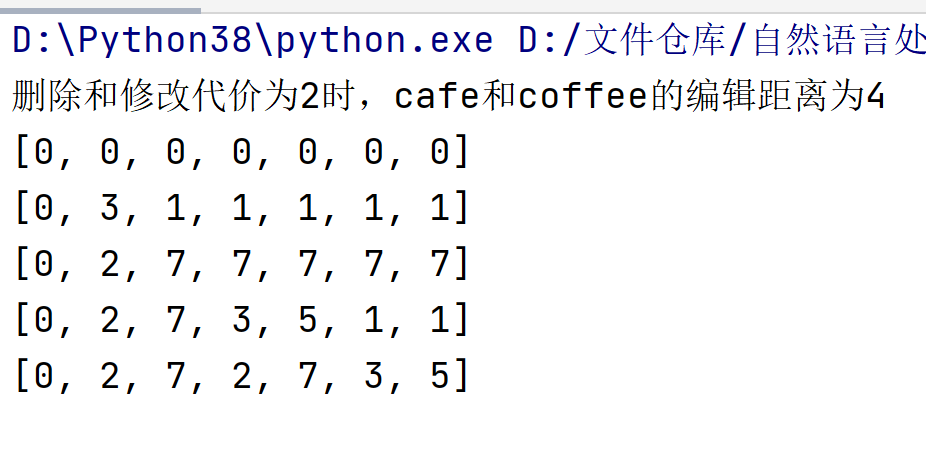 D:\Python38\python.exe D:/文件仓库/自然语言处
删除和修改代价为2时，cafe和coffee的编辑距离为4
[0, 0, 0, 0, 0, 0, 0]
[0, 3, 1, 1, 1, 1, 1]
[0, 2, 7, 7, 7, 7, 7]
[0, 2, 7, 3, 5, 1, 1]
[0, 2, 7, 2, 7, 3, 5]